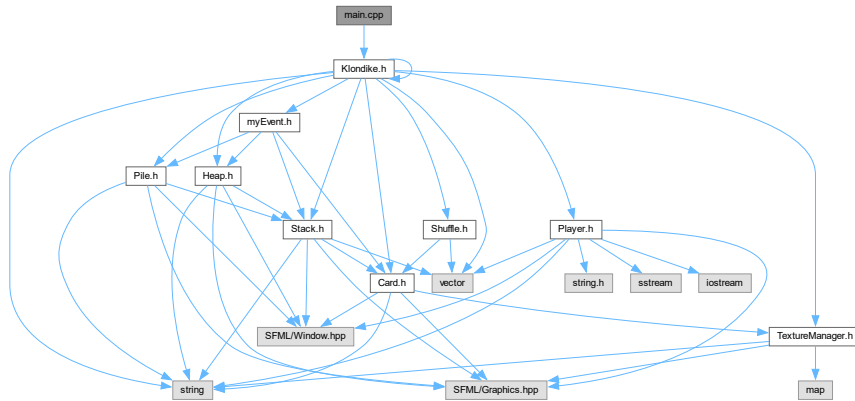 main.cpp
Klondike.h
myEvent.h
Pile.h
Heap.h
Stack.h
Shuffle.h
Player.h
Card.h
vector
string.h
sstream
iostream
SFML/Window.hpp
TextureManager.h
string
SFML/Graphics.hpp
map